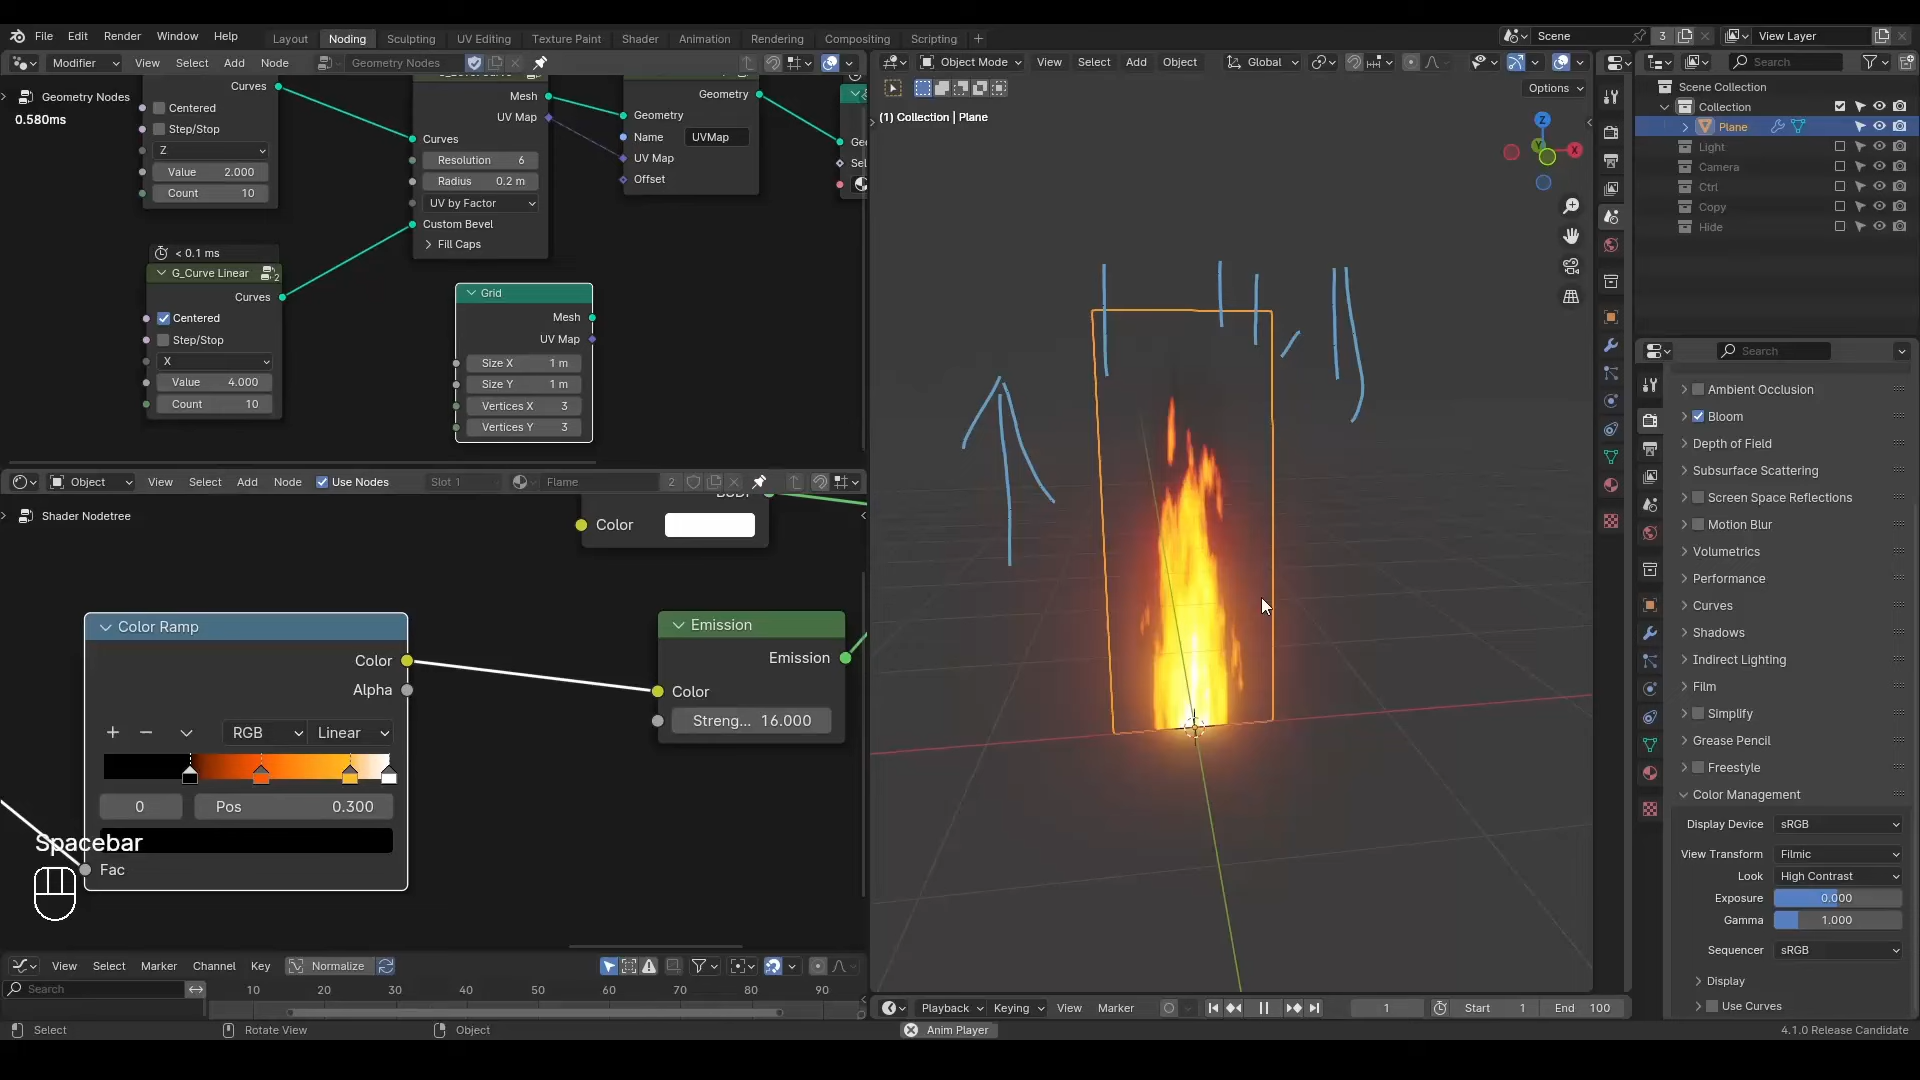 File Edit Render Window Help Layout Noding Sculpting UV Editing Texture Paint Shader Animation Rendering Compositing Scripting + Scene 3 View Layer
Modifier View Select Add Node Geometry Nodes
Object Mode View Select Add Object Global
Search
Options
Geometry Nodes
0.580ms
Curves
Centered
Step/Stop
Z
Value 2.000
Count 10
Mesh
UV Map
Curves
Resolution 6
Radius 0.2 m
UV by Factor
Custom Bevel
Fill Caps
Geometry
Geometry
Name UVMap
UV Map
Offset
< 0.1 ms
G_Curve Linear
2
Curves
Centered
Step/Stop
X
Value 4.000
Count 10
Grid
Mesh
UV Map
Size X 1 m
Size Y 1 m
Vertices X 3
Vertices Y 3
(1) Collection | Plane
Z
X
Y
Scene Collection
Collection
Plane
Light
Camera
Ctrl
Copy
Hide
Object View Select Add Node Use Nodes Slot 1 Flame 2
Shader Nodetree
Color
Color Ramp
Color
Alpha
+ − RGB Linear
0 Pos 0.300
Fac
Spacebar
Emission
Emission
Color
Streng... 16.000
Search
Ambient Occlusion
Bloom
Depth of Field
Subsurface Scattering
Screen Space Reflections
Motion Blur
Volumetrics
Performance
Curves
Shadows
Indirect Lighting
Film
Simplify
Grease Pencil
Freestyle
Color Management
Display Device sRGB
View Transform Filmic
Look High Contrast
Exposure 0.000
Gamma 1.000
Sequencer sRGB
Display
Use Curves
View Select Marker Channel Key Normalize
Search
10 20 30 40 50 60 70 80 90
Playback Keying View Marker 1 Start 1 End 100
Select Rotate View Object Anim Player 4.1.0 Release Candidate